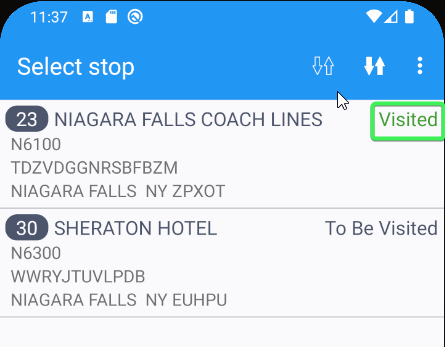 11:37
Select stop
23 NIAGARA FALLS COACH LINES Visited
N6100
TDZVDGGNRSBFBZM
NIAGARA FALLS NY ZPXOT
30 SHERATON HOTEL To Be Visited
N6300
WWRYJTUVLPDB
NIAGARA FALLS NY EUHPU